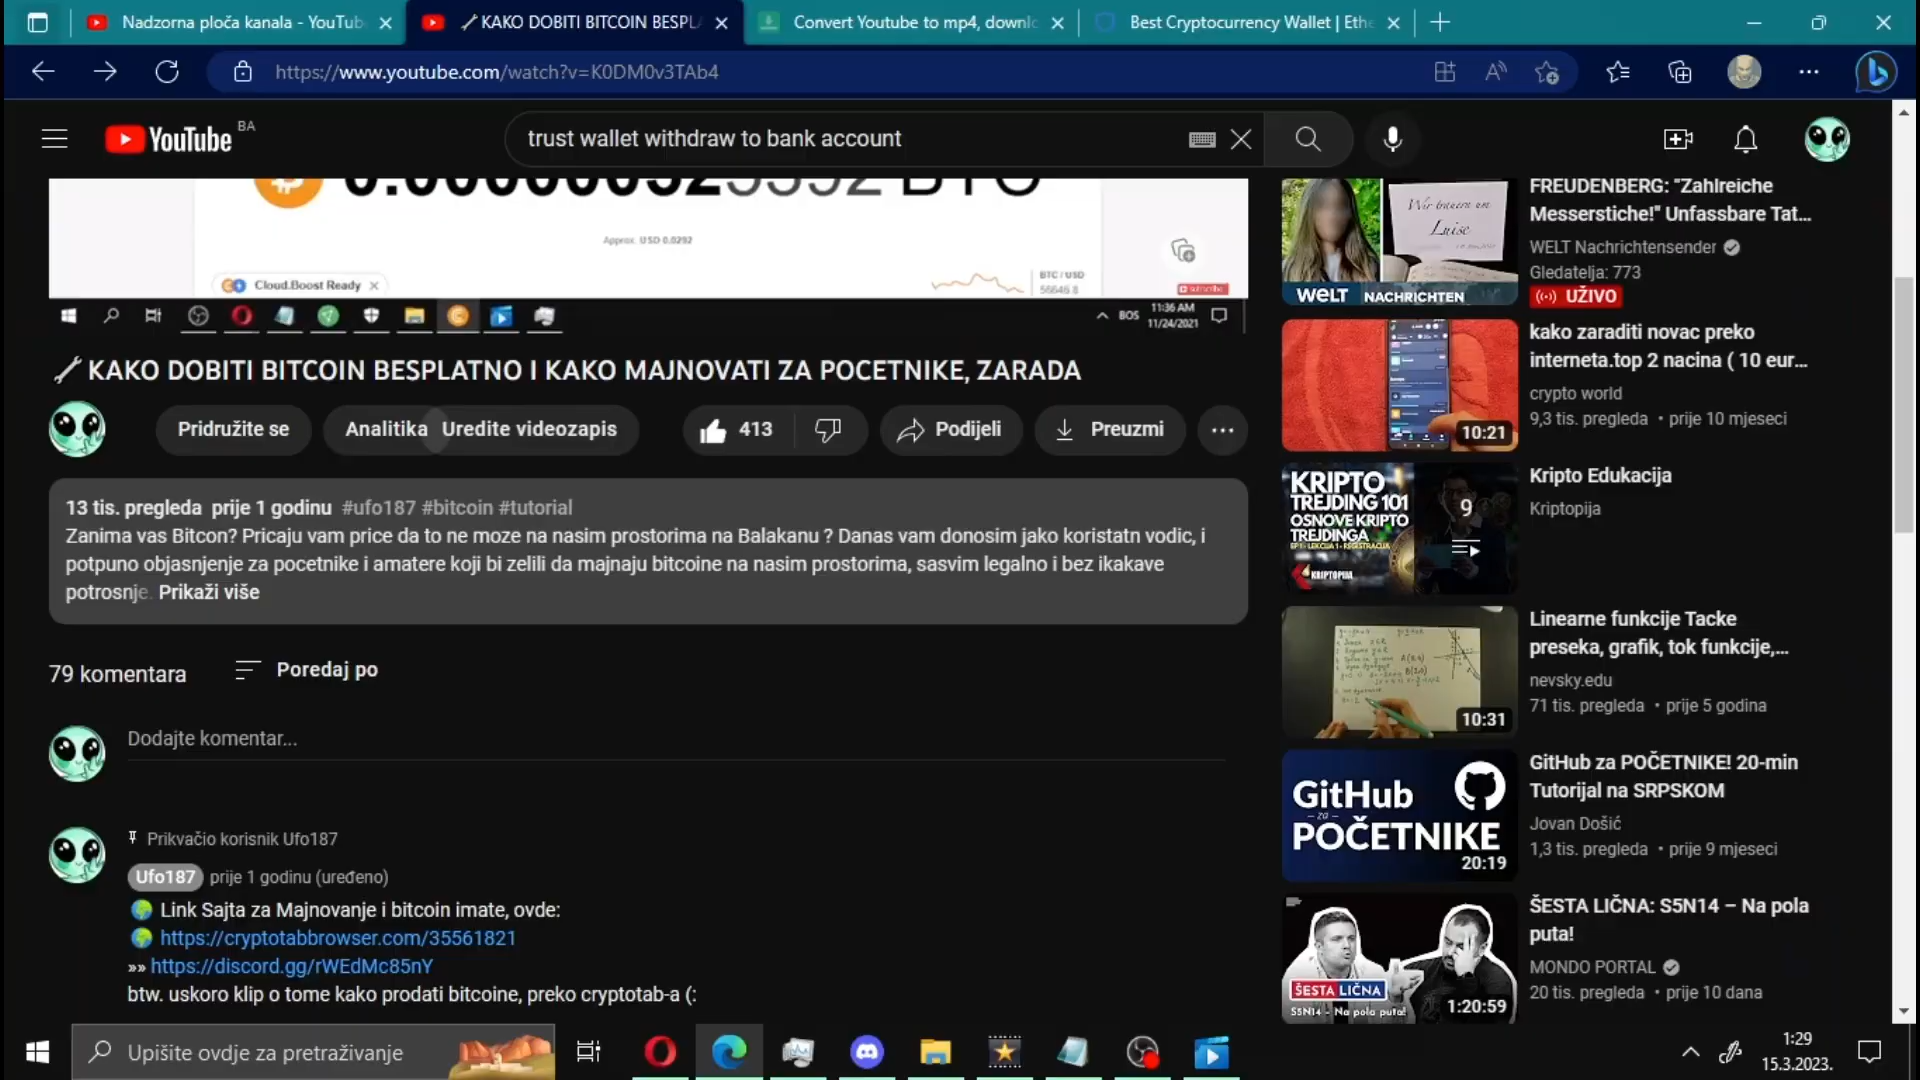 Nadzorna ploča kanala - YouTub
KAKO DOBITI BITCOIN BESPL
Convert Youtube to mp4, downl
Best Cryptocurrency Wallet | Eth
https://www.youtube.com/watch?v=K0DM0v3TAb4
YouTube BA
trust wallet withdraw to bank account
Approx. USD 0.0292
Cloud.Boost Ready
BTC / USD
56646.8
BOS
11:36 AM
11/24/2021
KAKO DOBITI BITCOIN BESPLATNO I KAKO MAJNOVATI ZA POCETNIKE, ZARADA
Pridružite se
Analitika
Uredite videozapis
413
Podijeli
Preuzmi
13 tis. pregleda prije 1 godinu #ufo187 #bitcoin #tutorial
Zanima vas Bitcon? Pricaju vam price da to ne moze na nasim prostorima na Balakanu ? Danas vam donosim jako koristatn vodic, i
potpuno objasnjenje za pocetnike i amatere koji bi zelili da majnaju bitcoine na nasim prostorima, sasvim legalno i bez ikakave
potrosnje. Prikaži više
79 komentara
Poredaj po
Dodajte komentar...
Prikvačio korisnik Ufo187
Ufo187 prije 1 godinu (uređeno)
Link Sajta za Majnovanje i bitcoin imate, ovde:
https://cryptotabbrowser.com/35561821
»» https://discord.gg/rWEdMc85nY
btw. uskoro klip o tome kako prodati bitcoine, preko cryptotab-a (:
Wir trauern um
Luise
WELT NACHRICHTEN
FREUDENBERG: "Zahlreiche
Messerstiche!" Unfassbare Tat...
WELT Nachrichtensender
Gledatelja: 773
UŽIVO
10:21
kako zaraditi novac preko
interneta.top 2 nacina ( 10 eur...
crypto world
9,3 tis. pregleda • prije 10 mjeseci
KRIPTO
TREJDING 101
OSNOVE KRIPTO
TREJDINGA
EP1 - LEKCIJA 1 - REGISTRACIJA
KRIPTOPIJA
9
Kripto Edukacija
Kriptopija
10:31
Linearne funkcije Tacke
preseka, grafik, tok funkcije,...
nevsky.edu
71 tis. pregleda • prije 5 godina
GitHub
- za -
POČETNIKE
20:19
GitHub za POČETNIKE! 20-min
Tutorijal na SRPSKOM
Jovan Došić
1,3 tis. pregleda • prije 9 mjeseci
ŠESTA LIČNA
S5N14 - Na pola puta!
1:20:59
ŠESTA LIČNA: S5N14 – Na pola
puta!
MONDO PORTAL
20 tis. pregleda • prije 10 dana
Upišite ovdje za pretraživanje
1:29
15.3.2023.